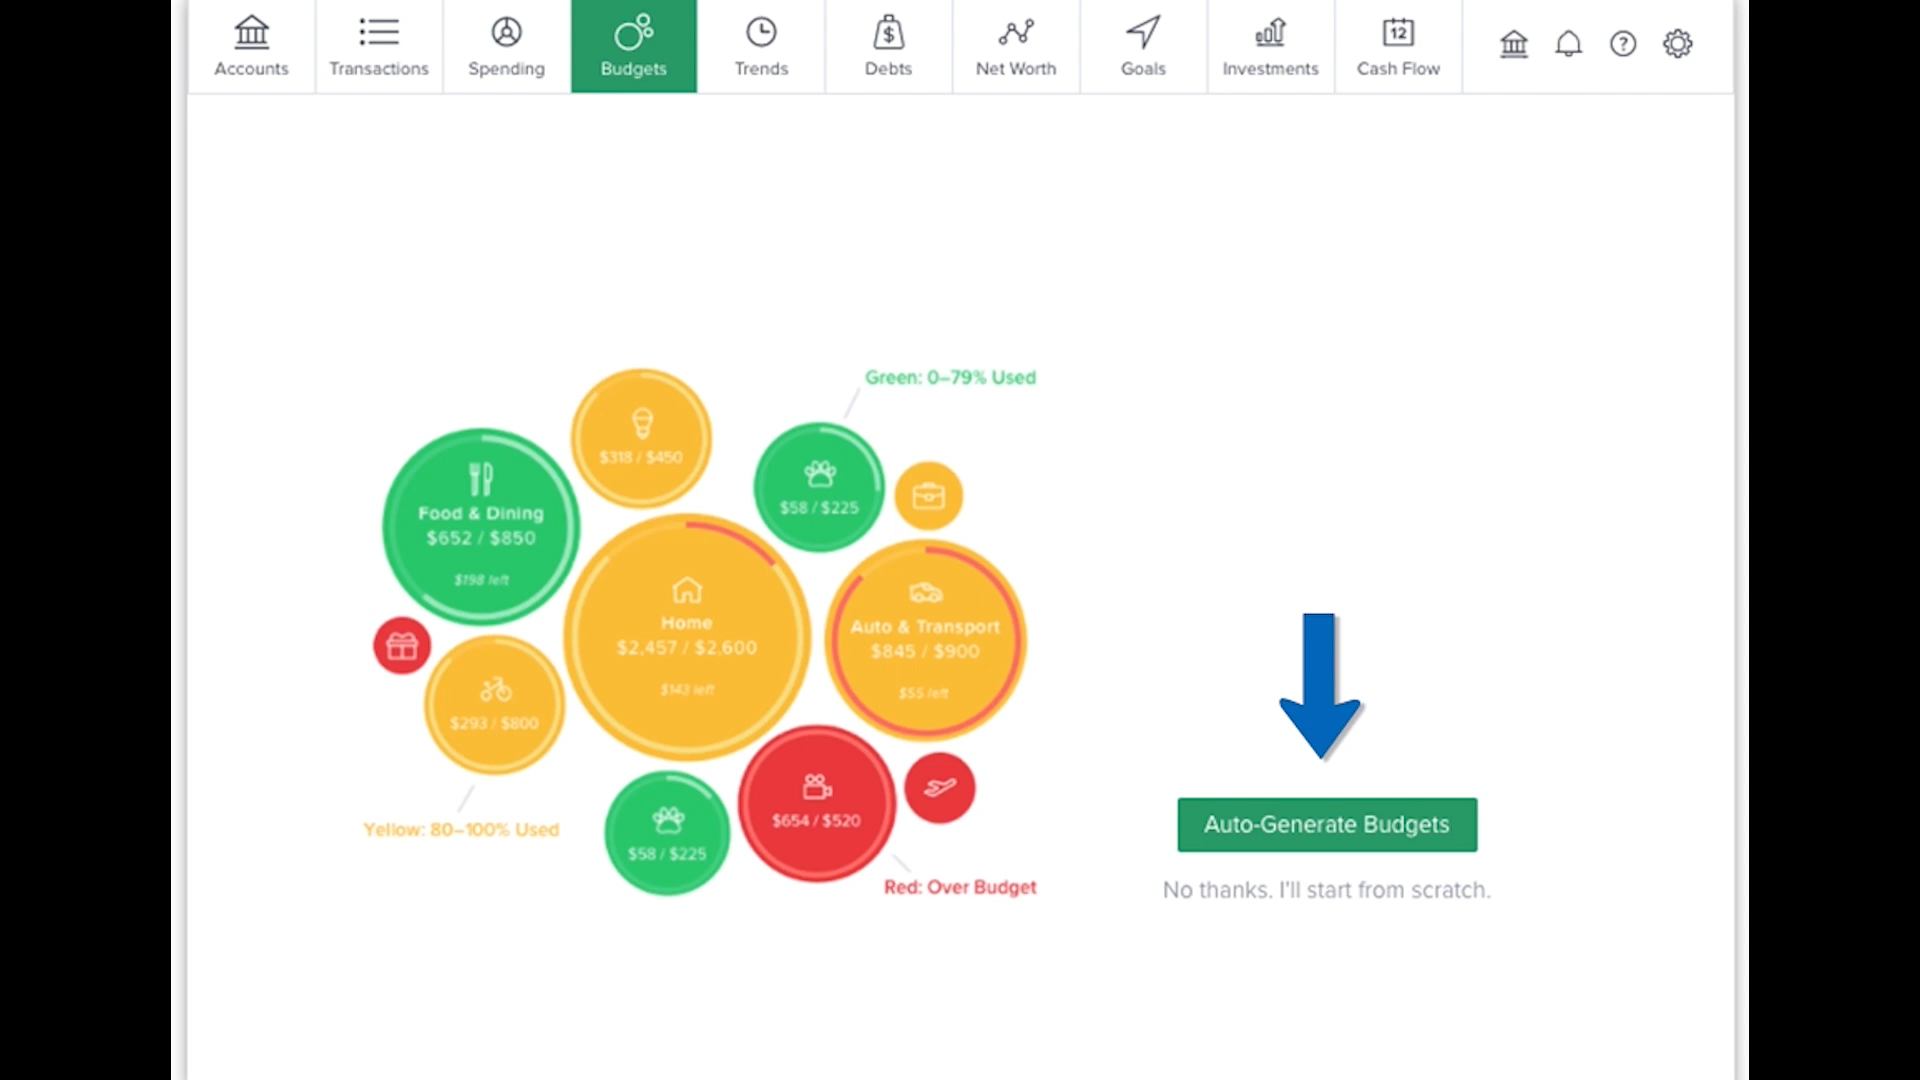 Accounts
Transactions
Spending
Budgets
Trends
$
Debts
Net Worth
Goals
Investments
12
Cash Flow
?
Green: 0–79% Used
$318 / $450
$58 / $225
Food & Dining
$652 / $850
$198 left
Home
$2,457 / $2,600
$143 left
Auto & Transport
$845 / $900
$55 left
$293 / $800
Yellow: 80–100% Used
$58 / $225
$654 / $520
Red: Over Budget
Auto-Generate Budgets
No thanks. I'll start from scratch.